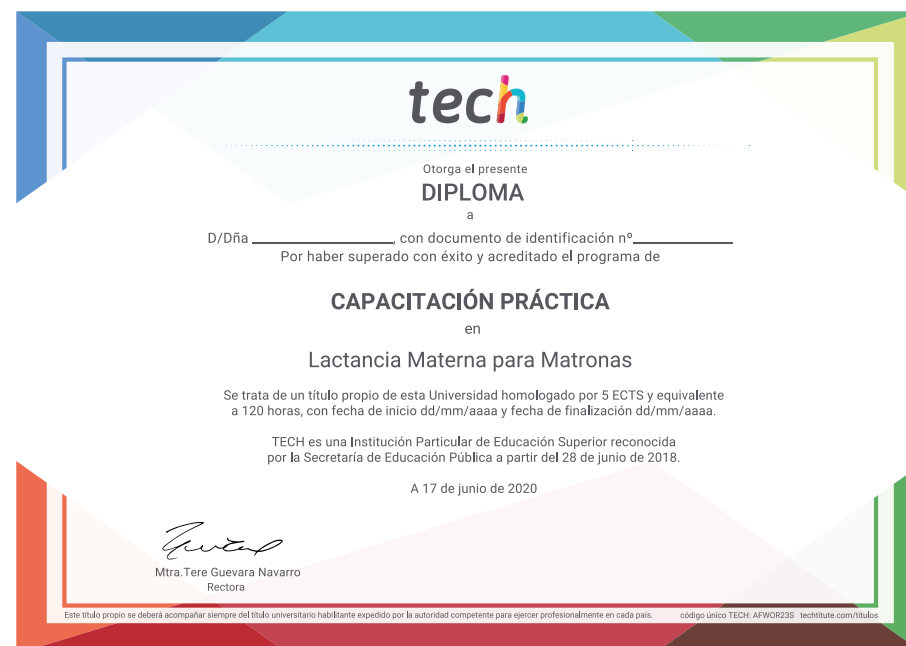 tech
Otorga el presente
DIPLOMA
a
D/Dña ____________________, con documento de identificación nº______________
Por haber superado con éxito y acreditado el programa de
CAPACITACIÓN PRÁCTICA
en
Lactancia Materna para Matronas
Se trata de un título propio de esta Universidad homologado por 5 ECTS y equivalente
a 120 horas, con fecha de inicio dd/mm/aaaa y fecha de finalización dd/mm/aaaa.
TECH es una Institución Particular de Educación Superior reconocida
por la Secretaría de Educación Pública a partir del 28 de junio de 2018.
A 17 de junio de 2020
Mtra.Tere Guevara Navarro
Rectora
Este título propio se deberá acompañar siempre del título universitario habilitante expedido por la autoridad competente para ejercer profesionalmente en cada país. código único TECH: AFWOR23S techtitute.com/titulos